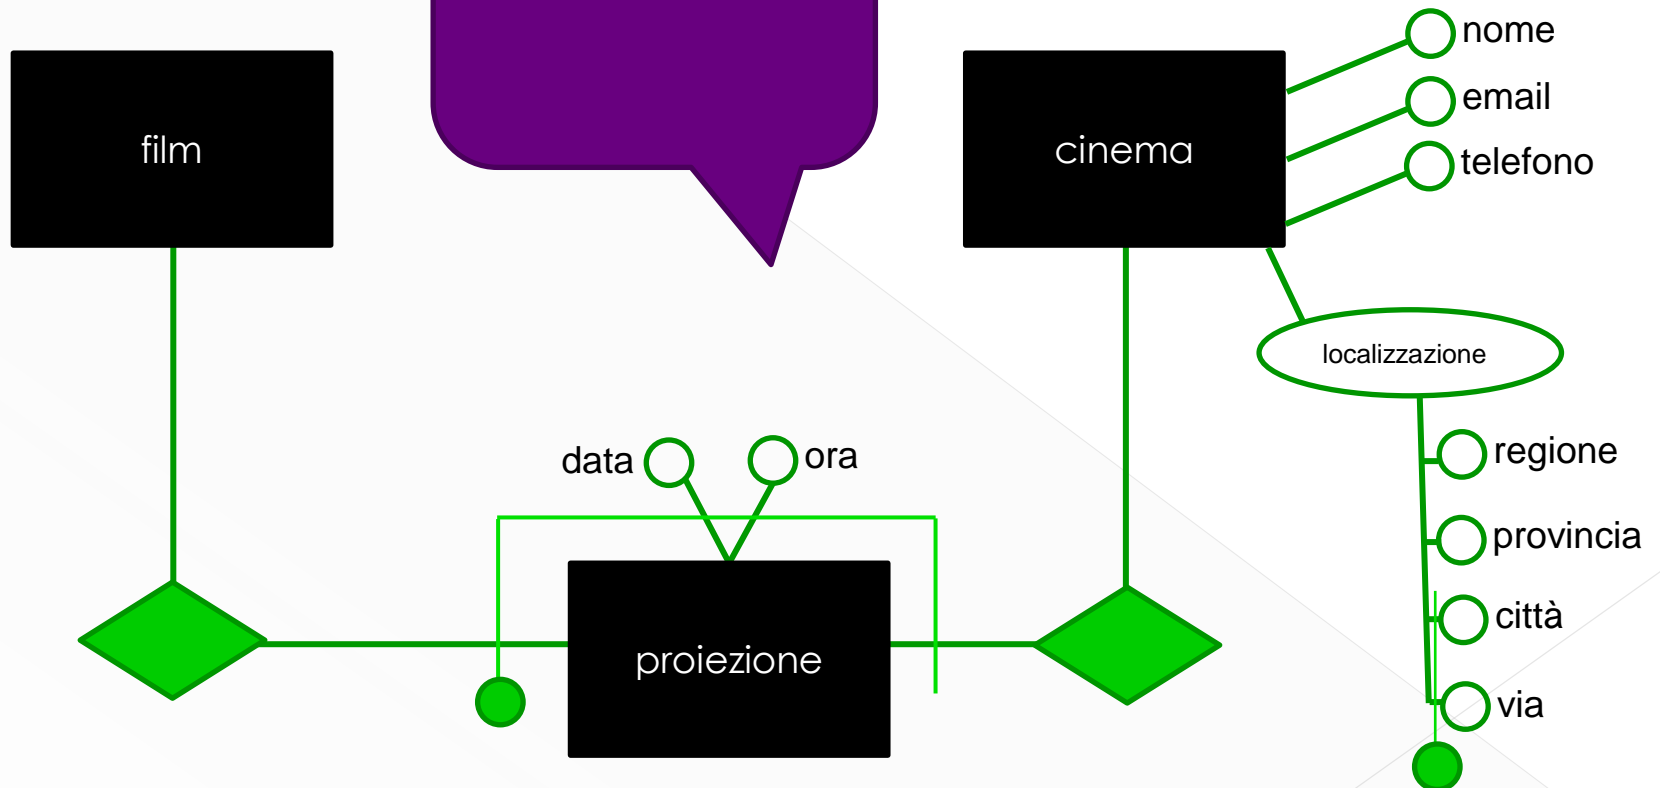 nome
email
telefono
film
cinema
localizzazione
regione
data
ora
provincia
città
proiezione
via